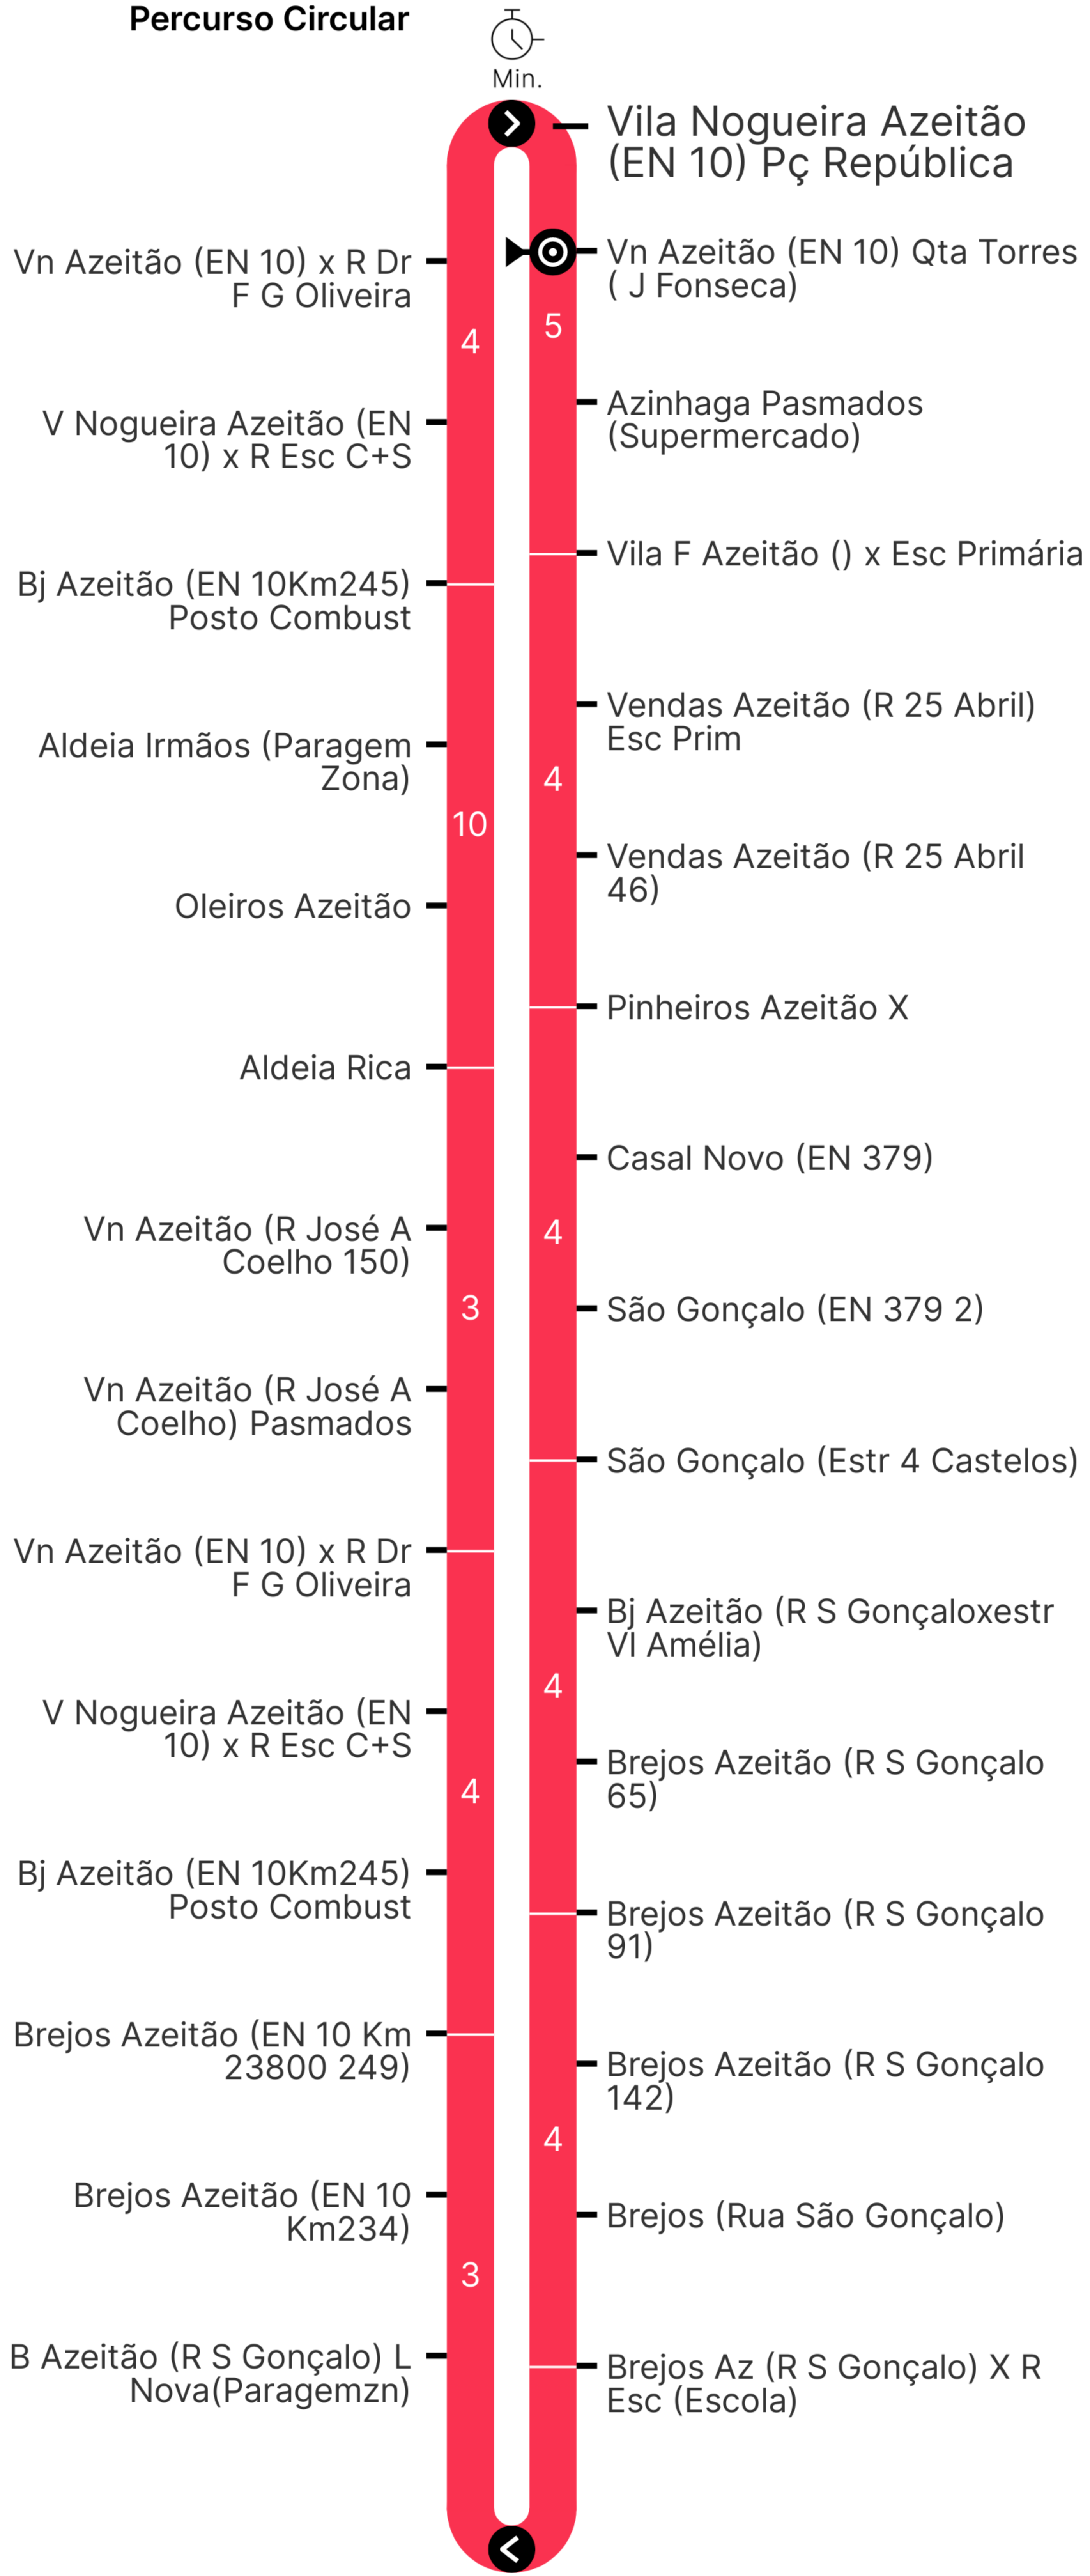 Percurso Circular
Min.
Vila Nogueira Azeitão
(EN 10) Pç República
Vn Azeitão (EN 10) Qta Torres
( J Fonseca)
5
Azinhaga Pasmados
(Supermercado)
Vila F Azeitão () x Esc Primária
Vendas Azeitão (R 25 Abril)
Esc Prim
4
Vendas Azeitão (R 25 Abril
46)
Pinheiros Azeitão X
Casal Novo (EN 379)
4
São Gonçalo (EN 379 2)
São Gonçalo (Estr 4 Castelos)
Bj Azeitão (R S Gonçaloxestr
Vl Amélia)
4
Brejos Azeitão (R S Gonçalo
65)
Brejos Azeitão (R S Gonçalo
91)
Brejos Azeitão (R S Gonçalo
142)
4
Brejos (Rua São Gonçalo)
Brejos Az (R S Gonçalo) X R
Esc (Escola)
Vn Azeitão (EN 10) x R Dr
F G Oliveira
4
V Nogueira Azeitão (EN
10) x R Esc C+S
Bj Azeitão (EN 10Km245)
Posto Combust
Aldeia Irmãos (Paragem
Zona)
10
Oleiros Azeitão
Aldeia Rica
Vn Azeitão (R José A
Coelho 150)
3
Vn Azeitão (R José A
Coelho) Pasmados
Vn Azeitão (EN 10) x R Dr
F G Oliveira
V Nogueira Azeitão (EN
10) x R Esc C+S
4
Bj Azeitão (EN 10Km245)
Posto Combust
Brejos Azeitão (EN 10 Km
23800 249)
Brejos Azeitão (EN 10
Km234)
3
B Azeitão (R S Gonçalo) L
Nova(Paragemzn)